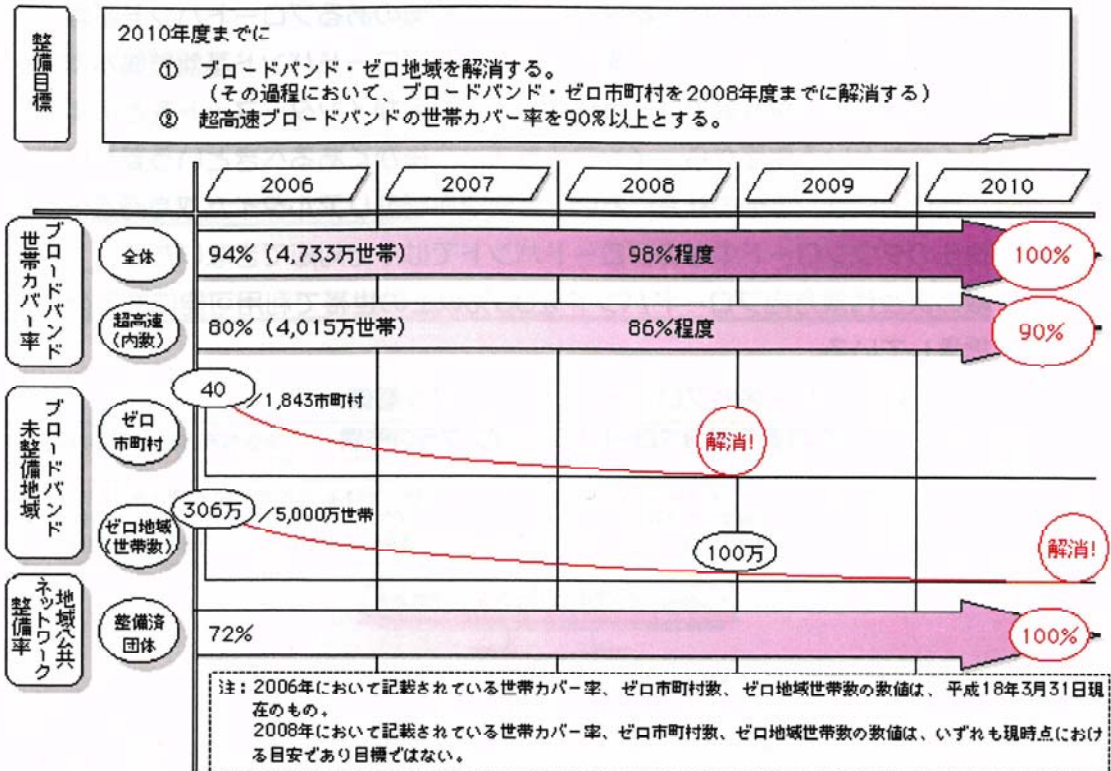 整備目標
2010年度までに
① ブロードバンド・ゼロ地域を解消する。
(その過程において、ブロードバンド・ゼロ市町村を2008年度までに解消する)
② 超高速ブロードバンドの世帯カバー率を90%以上とする。
2006 2007 2008 2009 2010
ブロードバンド
世帯カバー率
全体
94%(4,733万世帯) 98%程度 100%
超高速
(内数)
80%(4,015万世帯) 86%程度 90%
ブロードバンド
未整備地域
ゼロ
市町村
40/1,843市町村 解消!
ゼロ地域
(世帯数)
306万/5,000万世帯 100万 解消!
地域公共
ネットワーク
整備率
整備済
団体
72% 100%
注:2006年において記載されている世帯カバー率、ゼロ市町村数、ゼロ地域世帯数の数値は、平成18年3月31日現
在のもの。
2008年において記載されている世帯カバー率、ゼロ市町村数、ゼロ地域世帯数の数値は、いずれも現時点におけ
る目安であり目標ではない。